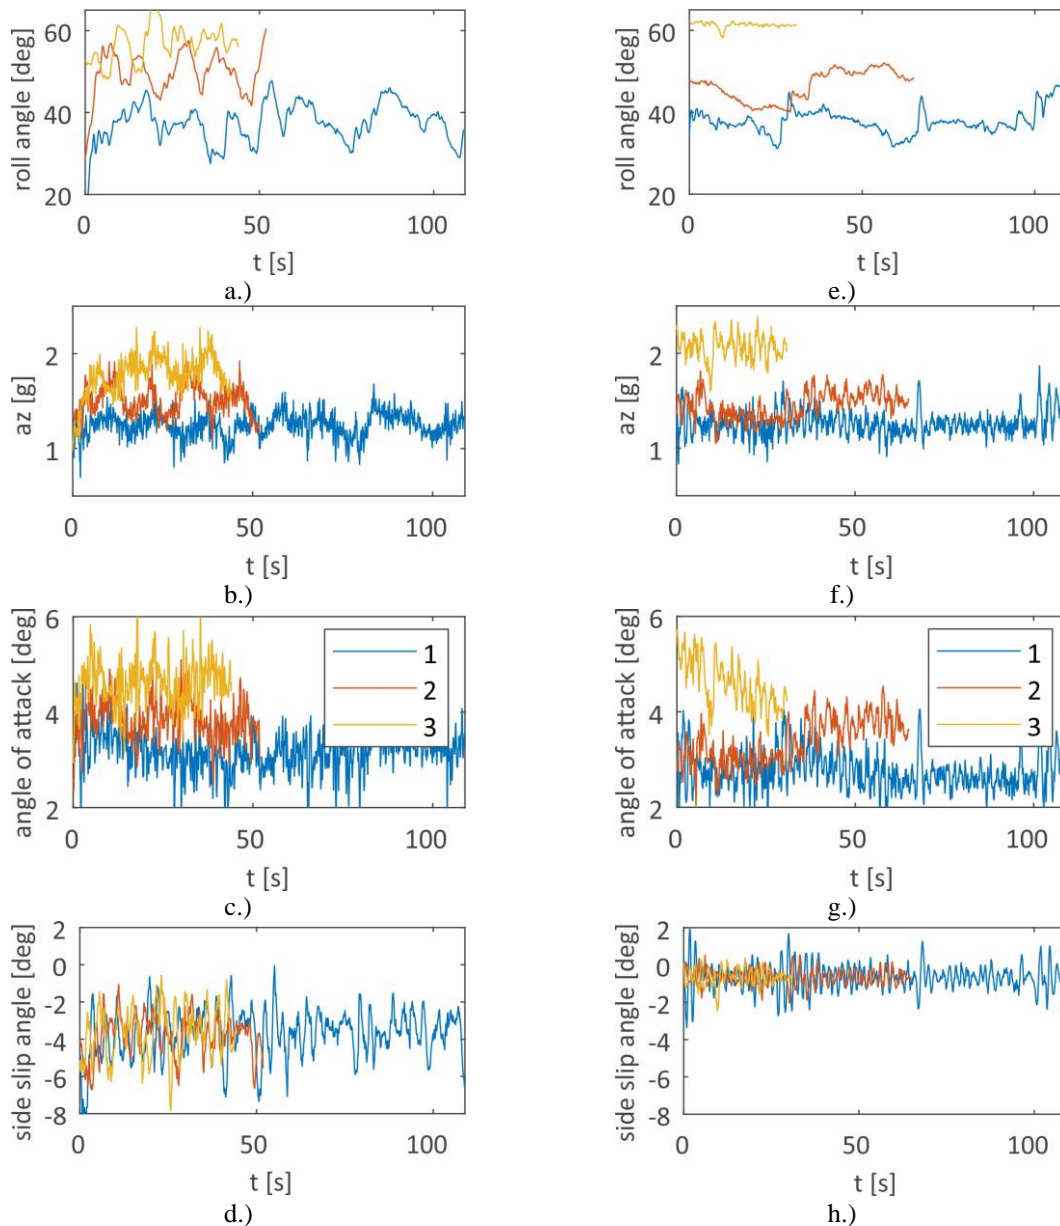 roll angle [deg]
60
40
20
0
50
100
t [s]
a.)
roll angle [deg]
60
40
20
0
50
100
t [s]
e.)
az [g]
2
1
0
50
100
t [s]
b.)
az [g]
2
1
0
50
100
t [s]
f.)
angle of attack [deg]
6
4
2
1
2
3
0
50
100
t [s]
c.)
angle of attack [deg]
6
4
2
1
2
3
0
50
100
t [s]
g.)
side slip angle [deg]
2
0
-2
-4
-6
-8
0
50
100
t [s]
d.)
side slip angle [deg]
2
0
-2
-4
-6
-8
0
50
100
t [s]
h.)